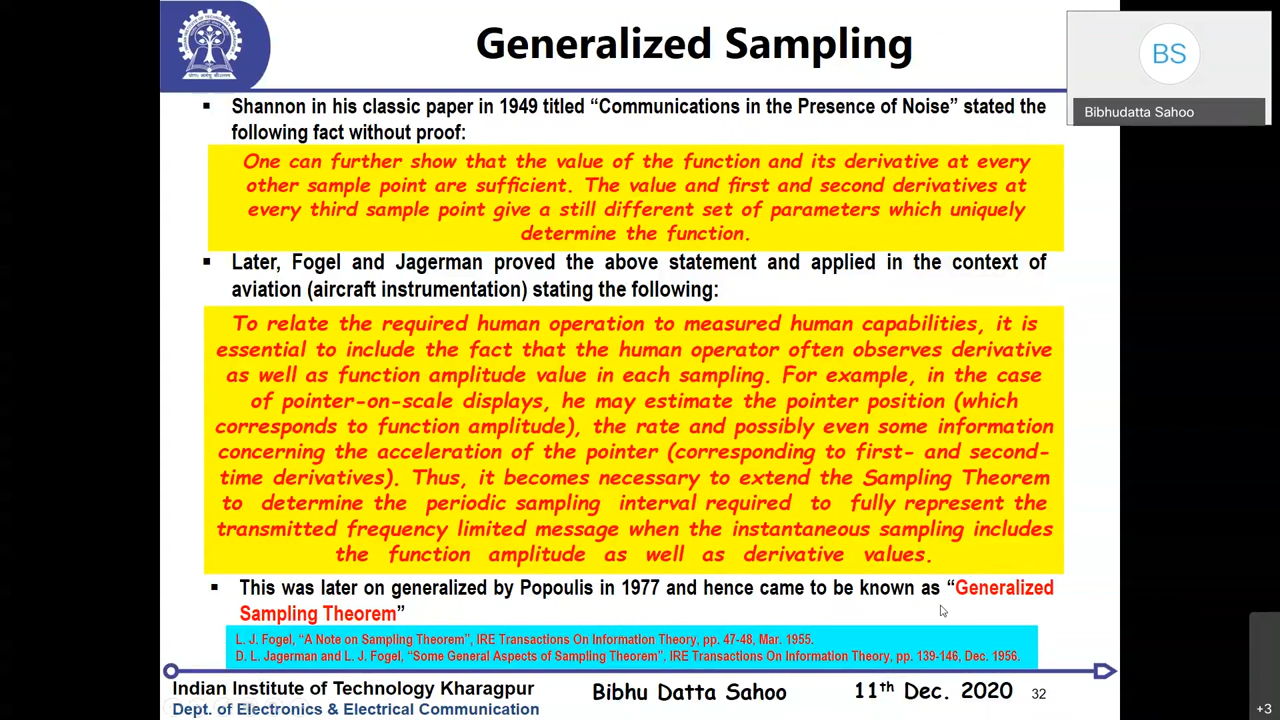 Generalized Sampling
BS
Bibhudatta Sahoo
▪ Shannon in his classic paper in 1949 titled “Communications in the Presence of Noise” stated the
following fact without proof:
One can further show that the value of the function and its derivative at every
other sample point are sufficient. The value and first and second derivatives at
every third sample point give a still different set of parameters which uniquely
determine the function.
▪ Later, Fogel and Jagerman proved the above statement and applied in the context of
aviation (aircraft instrumentation) stating the following:
To relate the required human operation to measured human capabilities, it is
essential to include the fact that the human operator often observes derivative
as well as function amplitude value in each sampling. For example, in the case
of pointer-on-scale displays, he may estimate the pointer position (which
corresponds to function amplitude), the rate and possibly even some information
concerning the acceleration of the pointer (corresponding to first- and second-
time derivatives). Thus, it becomes necessary to extend the Sampling Theorem
to determine the periodic sampling interval required to fully represent the
transmitted frequency limited message when the instantaneous sampling includes
the function amplitude as well as derivative values.
▪ This was later on generalized by Popoulis in 1977 and hence came to be known as “Generalized
Sampling Theorem”
L. J. Fogel, “A Note on Sampling Theorem”, IRE Transactions On Information Theory, pp. 47-48, Mar. 1955.
D. L. Jagerman and L. J. Fogel, “Some General Aspects of Sampling Theorem”, IRE Transactions On Information Theory, pp. 139-146, Dec. 1956.
Indian Institute of Technology Kharagpur
Dept. of Electronics & Electrical Communication
Bibhu Datta Sahoo
11th Dec. 2020
32
+3